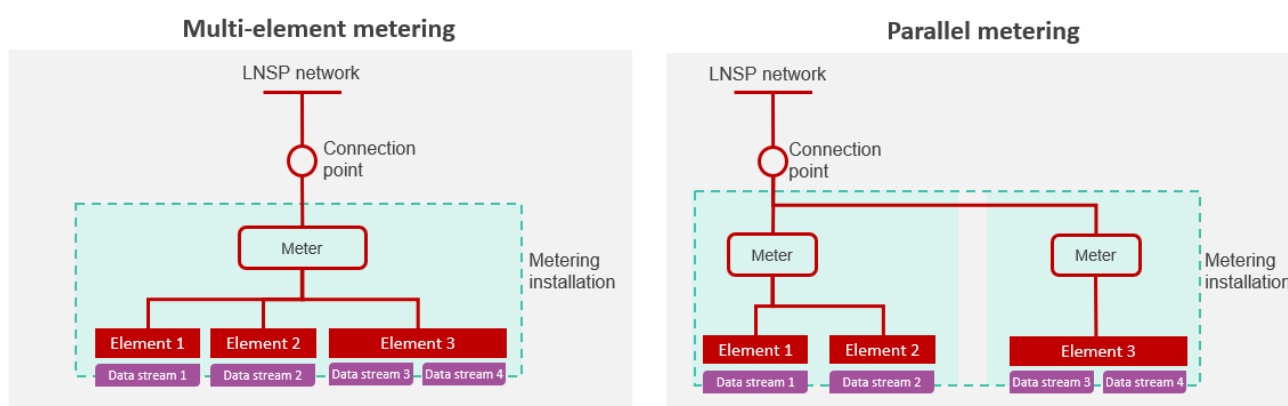 Multi-element metering
LNSP network
Connection
point
Meter
Metering
installation
Element 1
Element 2
Element 3
Data stream 1
Data stream 2
Data stream 3
Data stream 4
Parallel metering
LNSP network
Connection
point
Meter
Meter
Metering
installation
Element 1
Element 2
Element 3
Data stream 1
Data stream 2
Data stream 3
Data stream 4